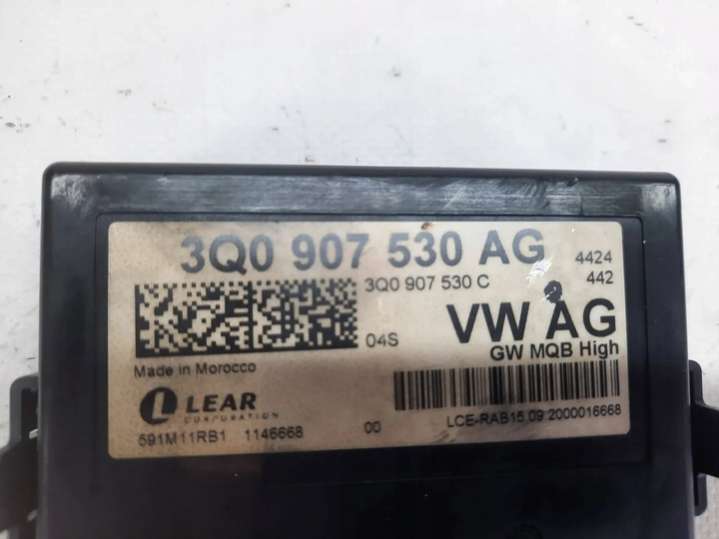 3Q0 907 530 AG 4424
3Q0 907 530 C 442
04S VW AG
GW MQB High
Made in Morocco
LEAR
CORPORATION
591M11RB1 1146668 00 LCE-RAB15.09.2000016668